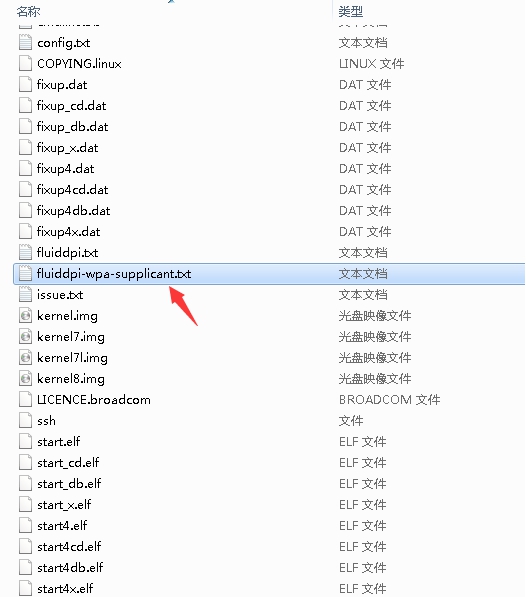 名称 类型
config.txt 文本文档
COPYING.linux LINUX 文件
fixup.dat DAT 文件
fixup_cd.dat DAT 文件
fixup_db.dat DAT 文件
fixup_x.dat DAT 文件
fixup4.dat DAT 文件
fixup4cd.dat DAT 文件
fixup4db.dat DAT 文件
fixup4x.dat DAT 文件
fluiddpi.txt 文本文档
fluiddpi-wpa-supplicant.txt 文本文档
issue.txt 文本文档
kernel.img 光盘映像文件
kernel7.img 光盘映像文件
kernel7l.img 光盘映像文件
kernel8.img 光盘映像文件
LICENCE.broadcom BROADCOM 文件
ssh 文件
start.elf ELF 文件
start_cd.elf ELF 文件
start_db.elf ELF 文件
start_x.elf ELF 文件
start4.elf ELF 文件
start4cd.elf ELF 文件
start4db.elf ELF 文件
start4x.elf ELF 文件